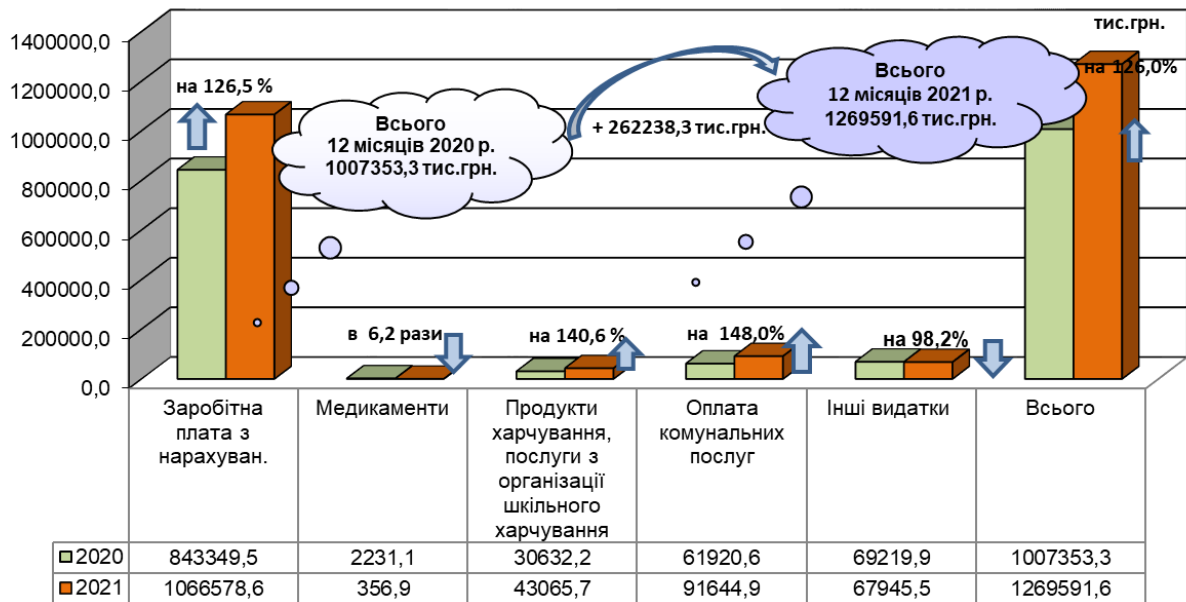 тис.грн.
1400000,0
1200000,0
1000000,0
800000,0
600000,0
400000,0
200000,0
0,0
на 126,5 %
Всього
12 місяців 2020 р.
1007353,3 тис.грн.
+ 262238,3 тис.грн.
Всього
12 місяців 2021 р.
1269591,6 тис.грн.
на 126,0%
в 6,2 рази
на 140,6 %
на 148,0%
на 98,2%
Заробітна
плата з
нарахуван.
Медикаменти
Продукти
харчування,
послуги з
організації
шкільного
харчування
Оплата
комунальних
послуг
Інші видатки
Всього
2020 843349,5 2231,1 30632,2 61920,6 69219,9 1007353,3
2021 1066578,6 356,9 43065,7 91644,9 67945,5 1269591,6